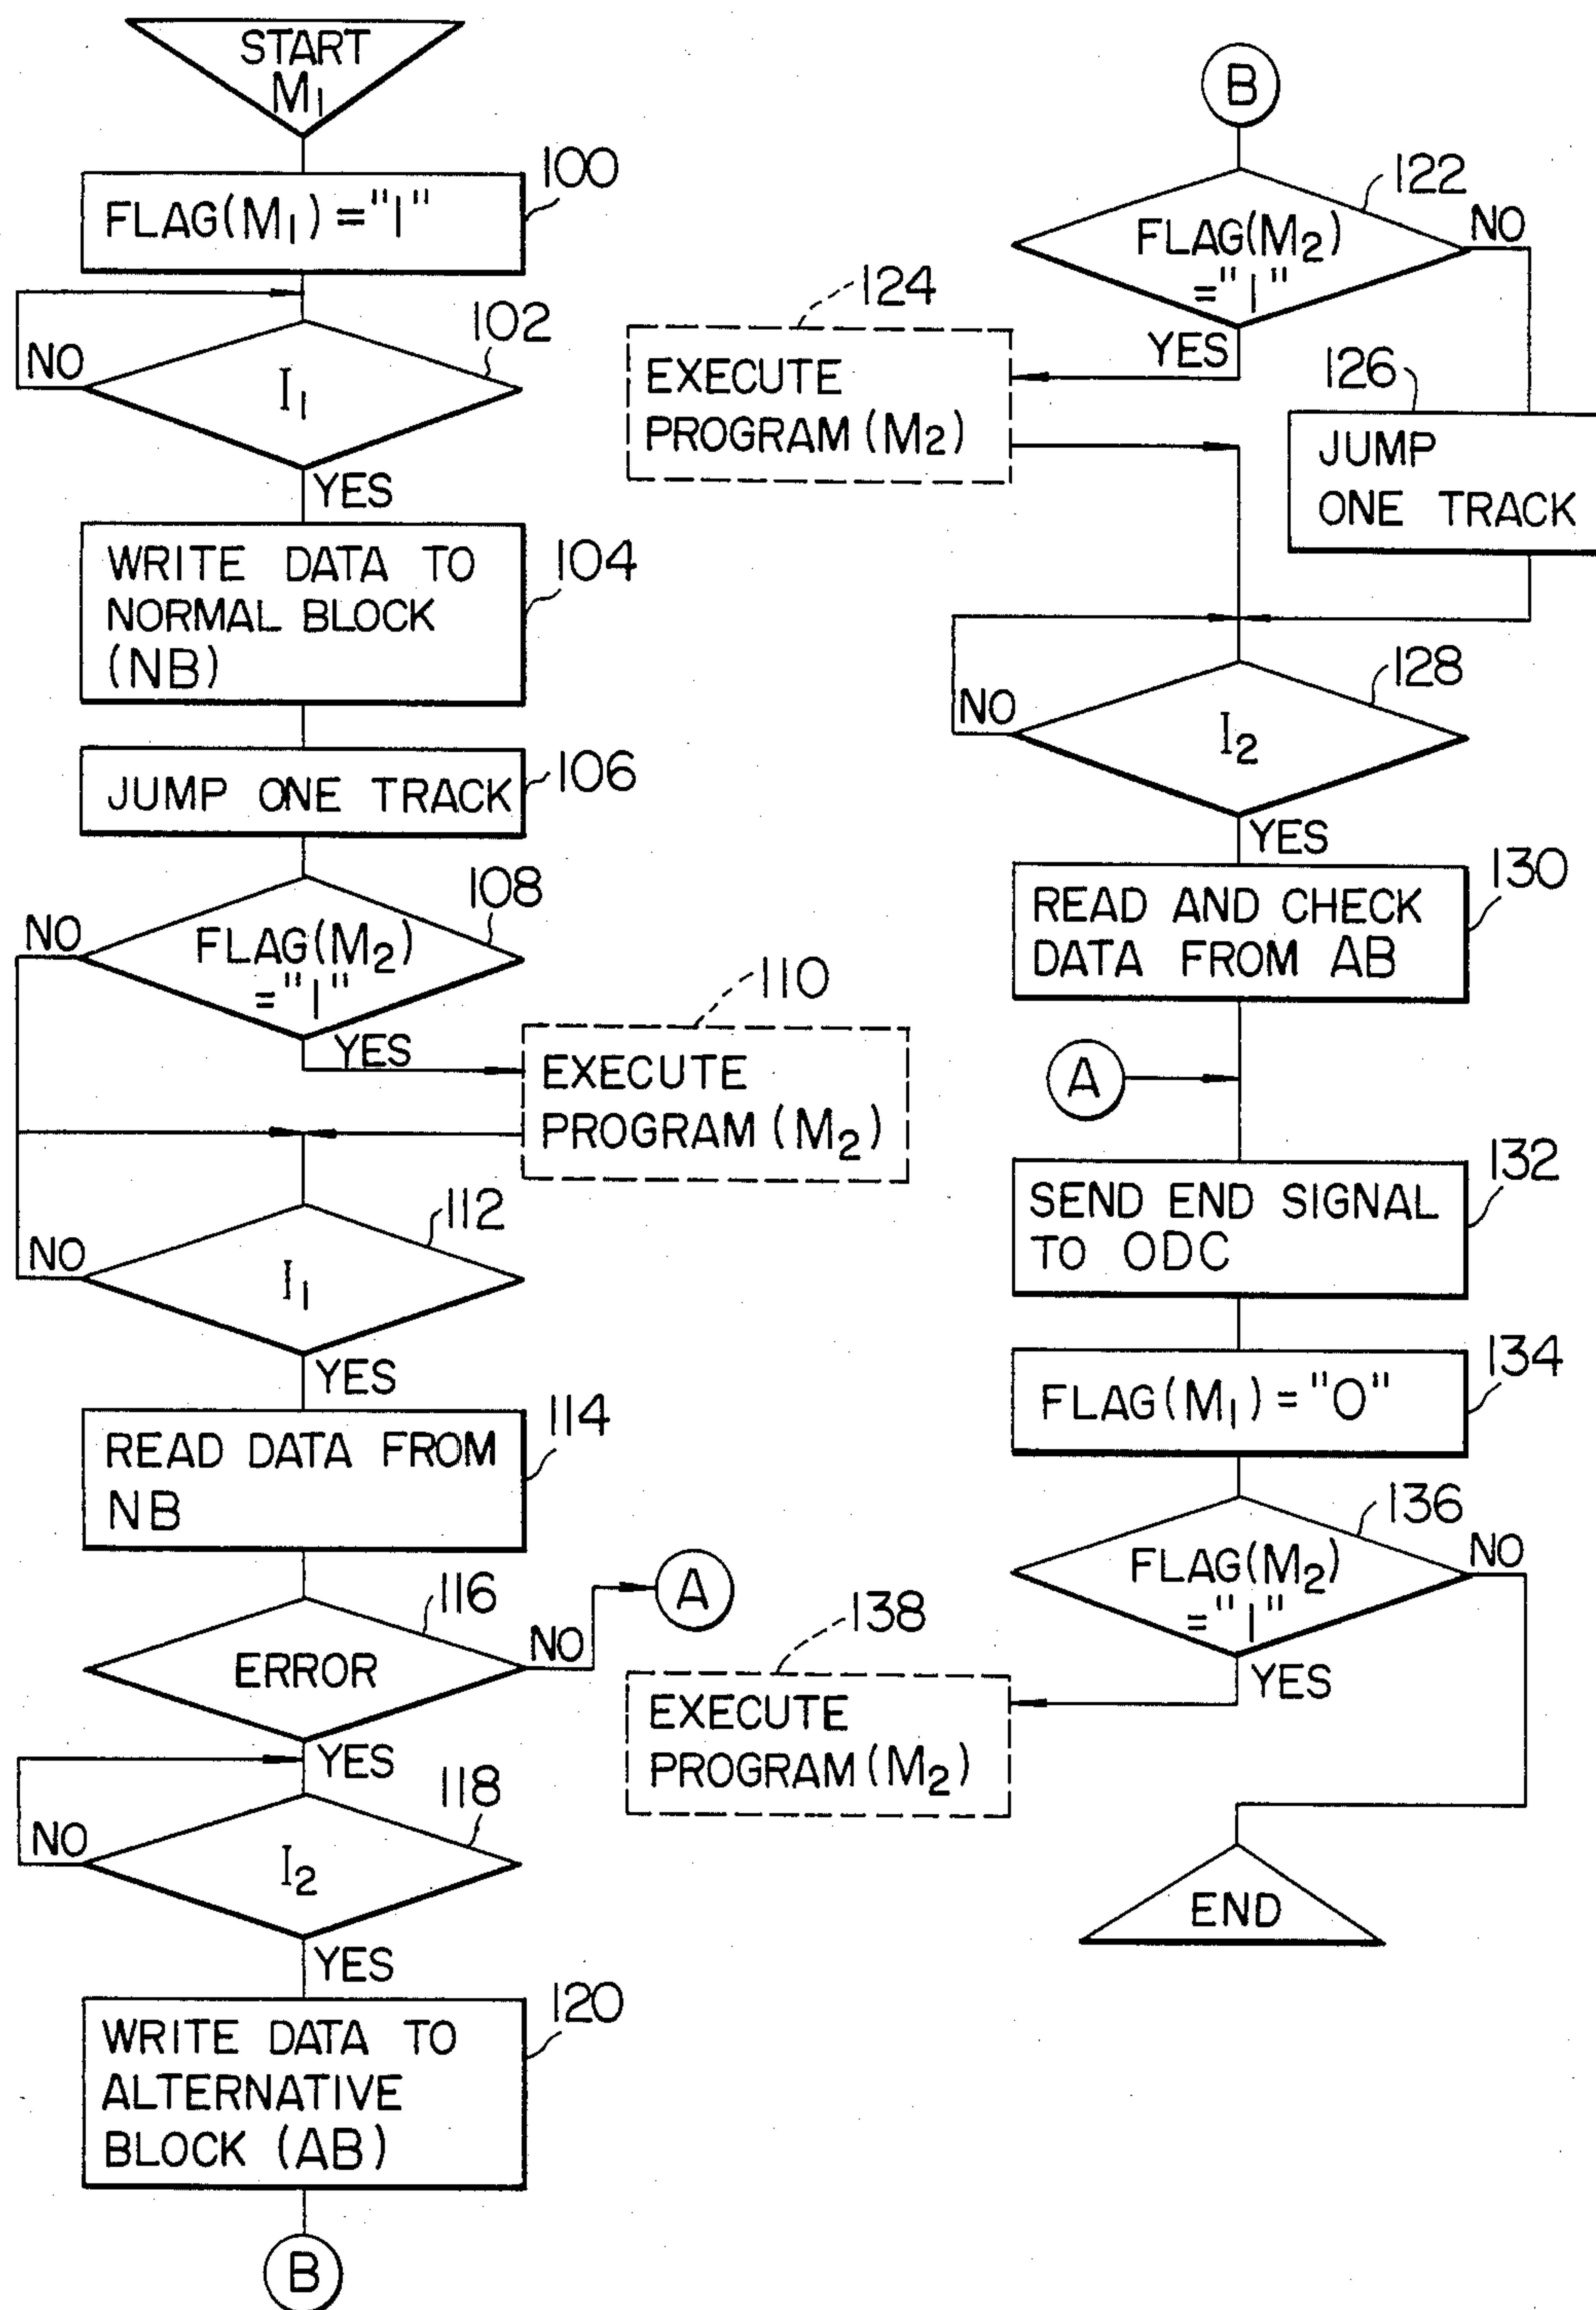 START
M₁
100
FLAG(M₁)="1"
102
NO
I₁
YES
WRITE DATA TO
NORMAL BLOCK
(NB)
104
JUMP ONE TRACK
106
108
NO
FLAG(M₂)
="1"
YES
110
EXECUTE
PROGRAM(M₂)
112
NO
I₁
YES
READ DATA FROM
NB
114
116
ERROR
NO
A
YES
118
NO
I₂
YES
WRITE DATA TO
ALTERNATIVE
BLOCK (AB)
120
B
B
122
FLAG(M₂)
="1"
NO
YES
124
EXECUTE
PROGRAM(M₂)
126
JUMP
ONE TRACK
128
NO
I₂
YES
READ AND CHECK
DATA FROM AB
130
A
SEND END SIGNAL
TO ODC
132
FLAG(M₁)="0"
134
136
FLAG(M₂)
="1"
NO
YES
138
EXECUTE
PROGRAM(M₂)
END